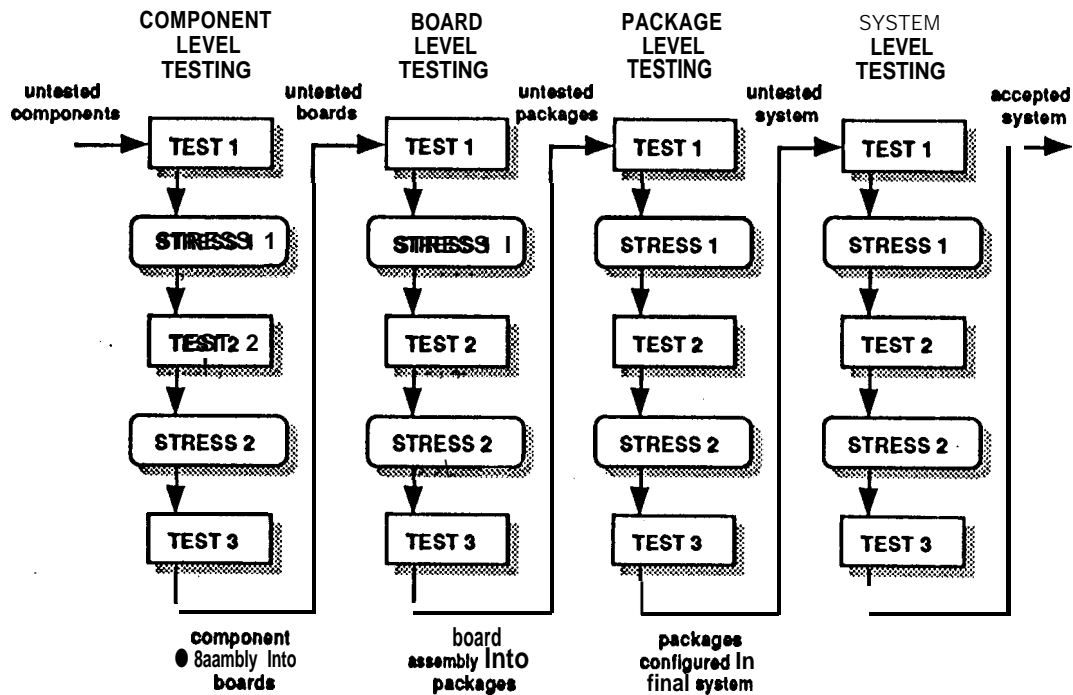 COMPONENT
LEVEL
TESTING
BOARD
LEVEL
TESTING
PACKAGE
LEVEL
TESTING
SYSTEM
LEVEL
TESTING
untested
components
untested
boards
untested
packages
untested
system
accepted
system
TEST 1
TEST 1
TEST 1
TEST 1
STRESS 1
STRESS 1
STRESS 1
STRESS 1
TEST 2
TEST 2
TEST 2
TEST 2
STRESS 2
STRESS 2
STRESS 2
STRESS 2
TEST 3
TEST 3
TEST 3
TEST 3
component
8aambly Into
boards
board
assembly Into
packages
packages
configured In
final system